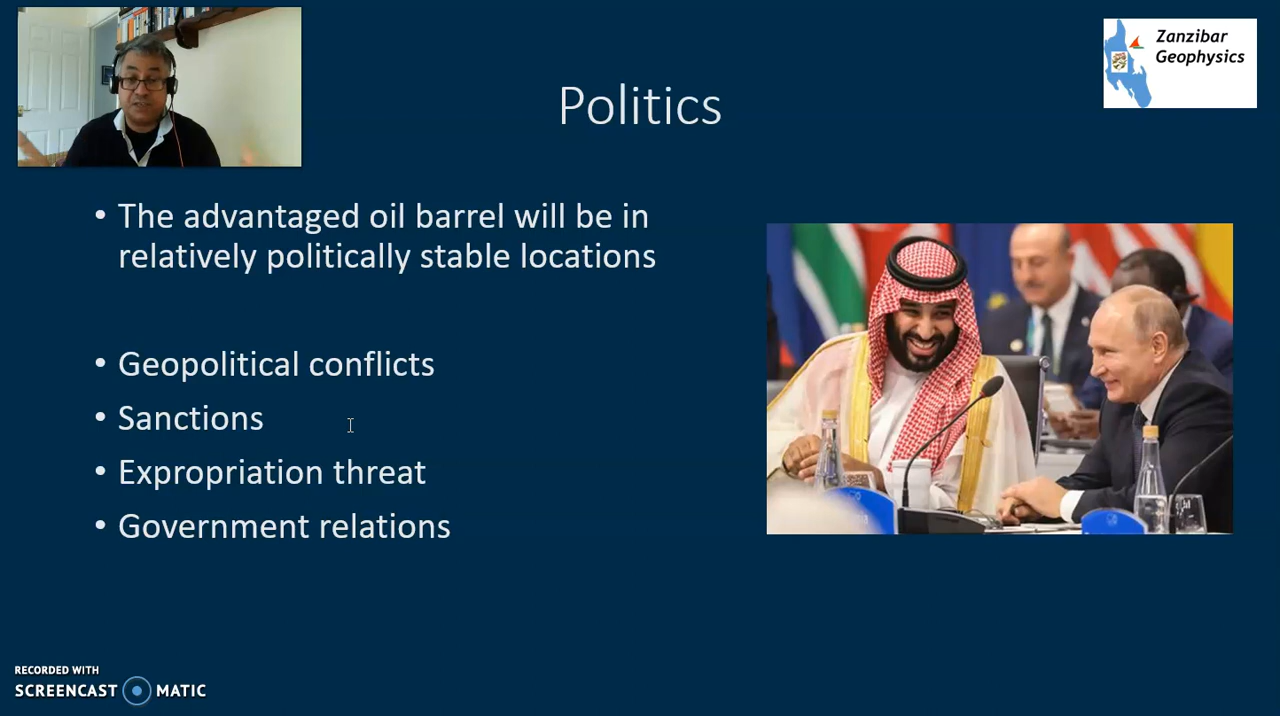 Zanzibar
Geophysics
Politics
• The advantaged oil barrel will be in
relatively politically stable locations
• Geopolitical conflicts
• Sanctions
• Expropriation threat
• Government relations
RECORDED WITH
SCREENCAST MATIC